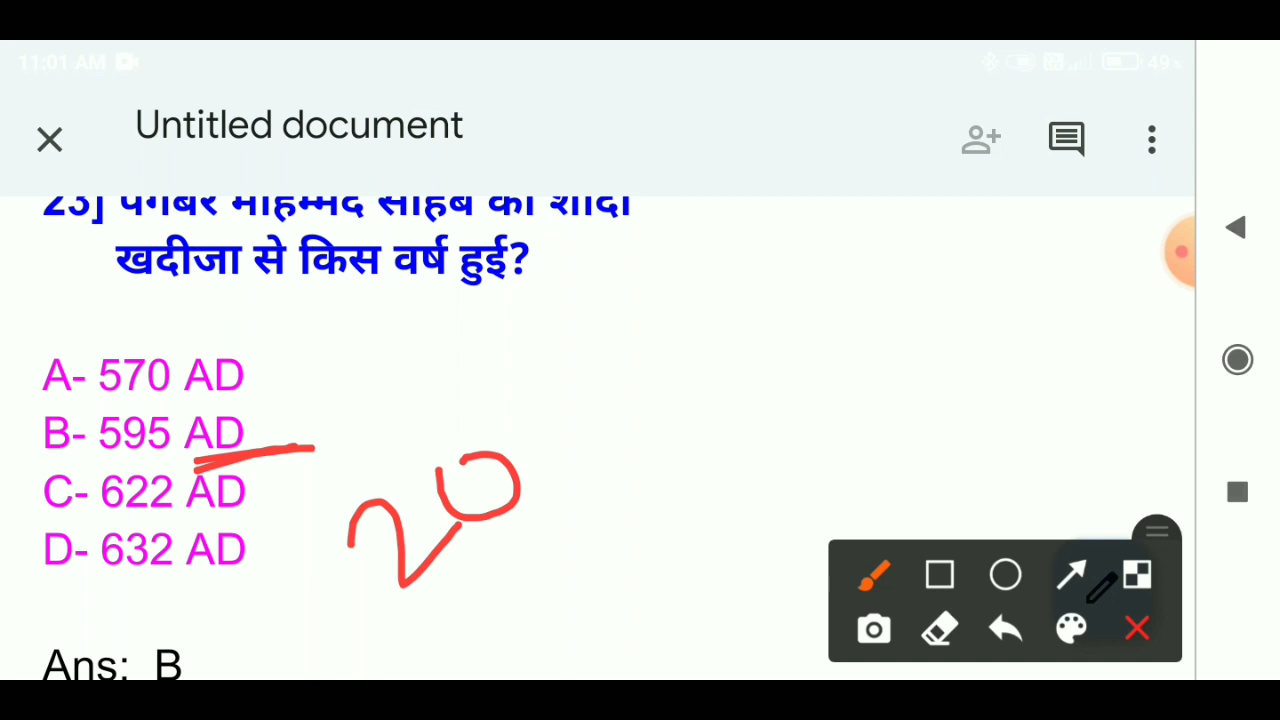 11:01 AM
49%
Untitled document
23] पैगंबर मोहम्मद साहब की शादी
खदीजा से किस वर्ष हुई?
A- 570 AD
B- 595 AD
C- 622 AD
D- 632 AD
20
Ans: B